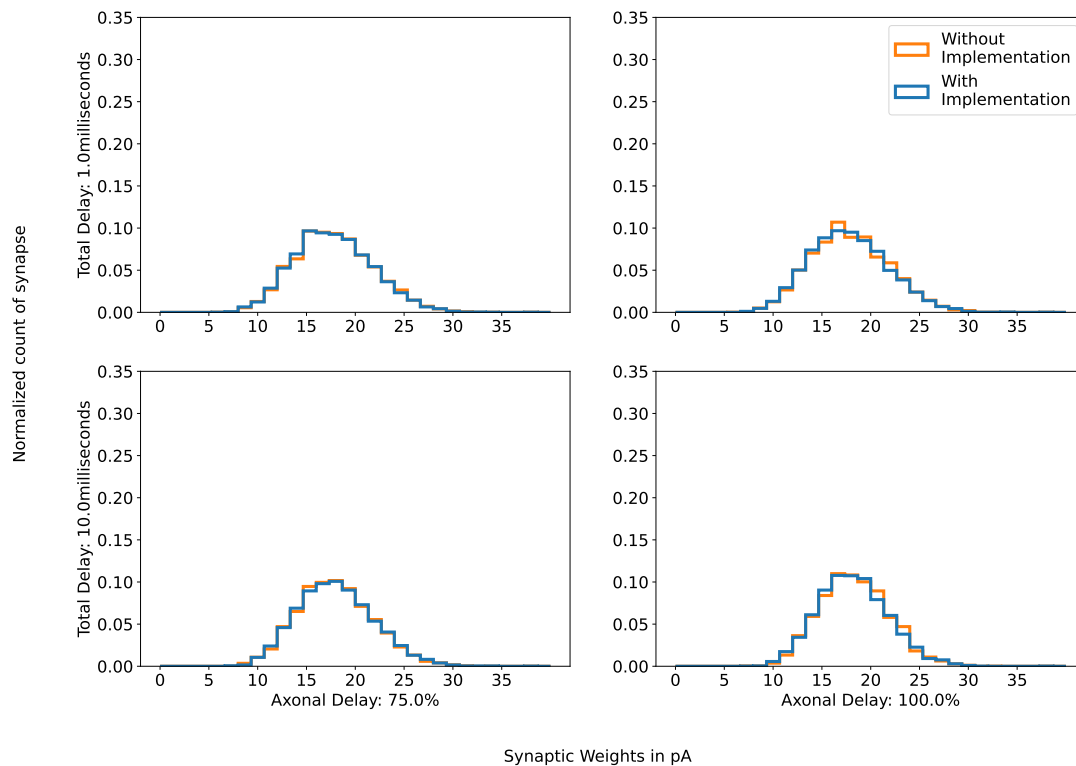 Normalized count of synapse
Total Delay: 1.0milliseconds
0.35
0.30
0.25
0.20
0.15
0.10
0.05
0.00
0 5 10 15 20 25 30 35
0.35
0.30
0.25
0.20
0.15
0.10
0.05
0.00
0 5 10 15 20 25 30 35
Without
Implementation
With
Implementation
Total Delay: 10.0milliseconds
0.35
0.30
0.25
0.20
0.15
0.10
0.05
0.00
0 5 10 15 20 25 30 35
Axonal Delay: 75.0%
0.35
0.30
0.25
0.20
0.15
0.10
0.05
0.00
0 5 10 15 20 25 30 35
Axonal Delay: 100.0%
Synaptic Weights in pA